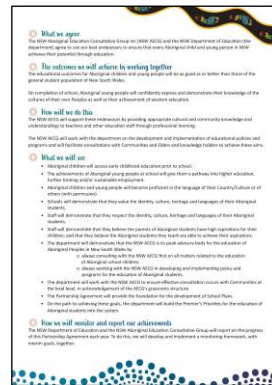 What we agree
The NSW Aboriginal Education Consultative Group Inc (NSW AECG) and the NSW Department of Education (the
department) agree to use our best endeavours to ensure that every Aboriginal child and young person in NSW
achieves their potential through education.
The outcomes we will achieve by working together
The educational outcomes for Aboriginal children and young people will be as good as or better than those of the
general student population of New South Wales.
On completion of school, Aboriginal young people will confidently express and demonstrate their knowledge of the
cultures of their own Peoples as well as their achievement of western education.
How will we do this
The NSW AECG will support these endeavours by providing appropriate cultural and community knowledge and
understandings to teachers and other education staff through professional learning.
The NSW AECG will work with the department on the development and implementation of educational policies and
programs and will facilitate consultations with Communities and Elders and knowledge holders to achieve these aims.
What we will see
• Aboriginal children will access early childhood education prior to school.
• The achievements of Aboriginal young people at school will give them a pathway into higher education,
further training and/or sustainable employment.
• Aboriginal children and young people will become proficient in the language of their Country/Culture or of
others (with permission).
• Schools will demonstrate that they value the identity, culture, heritage and languages of their Aboriginal
students.
• Staff will demonstrate that they respect the identity, culture, heritage and languages of their Aboriginal
students.
• Staff will demonstrate that they believe the parents of Aboriginal students have high aspirations for their
children; and that they believe the Aboriginal students they teach are able to achieve their aspirations.
• The department will demonstrate that the NSW AECG is its peak advisory body for the education of
Aboriginal Peoples in New South Wales by
o always consulting with the NSW AECG first on all matters related to the education
of Aboriginal school children
o always working with the NSW AECG in developing and implementing policy and
programs for the education of Aboriginal students.
• The department will work with the NSW AECG to ensure effective consultation occurs with Communities at
the local level, in acknowledgement of the AECG's grassroots structure.
• The Partnership Agreement will provide the foundation for the development of School Plans.
• On the path to achieving these goals, the department will build the Premier's Priorities for the education of
Aboriginal students into the system.
How we will monitor and report our achievements
The NSW Department of Education and the NSW Aboriginal Education Consultative Group will report on the progress
of this Partnership Agreement each year. To do this, we will develop and implement a monitoring framework, with
interim goals, together.